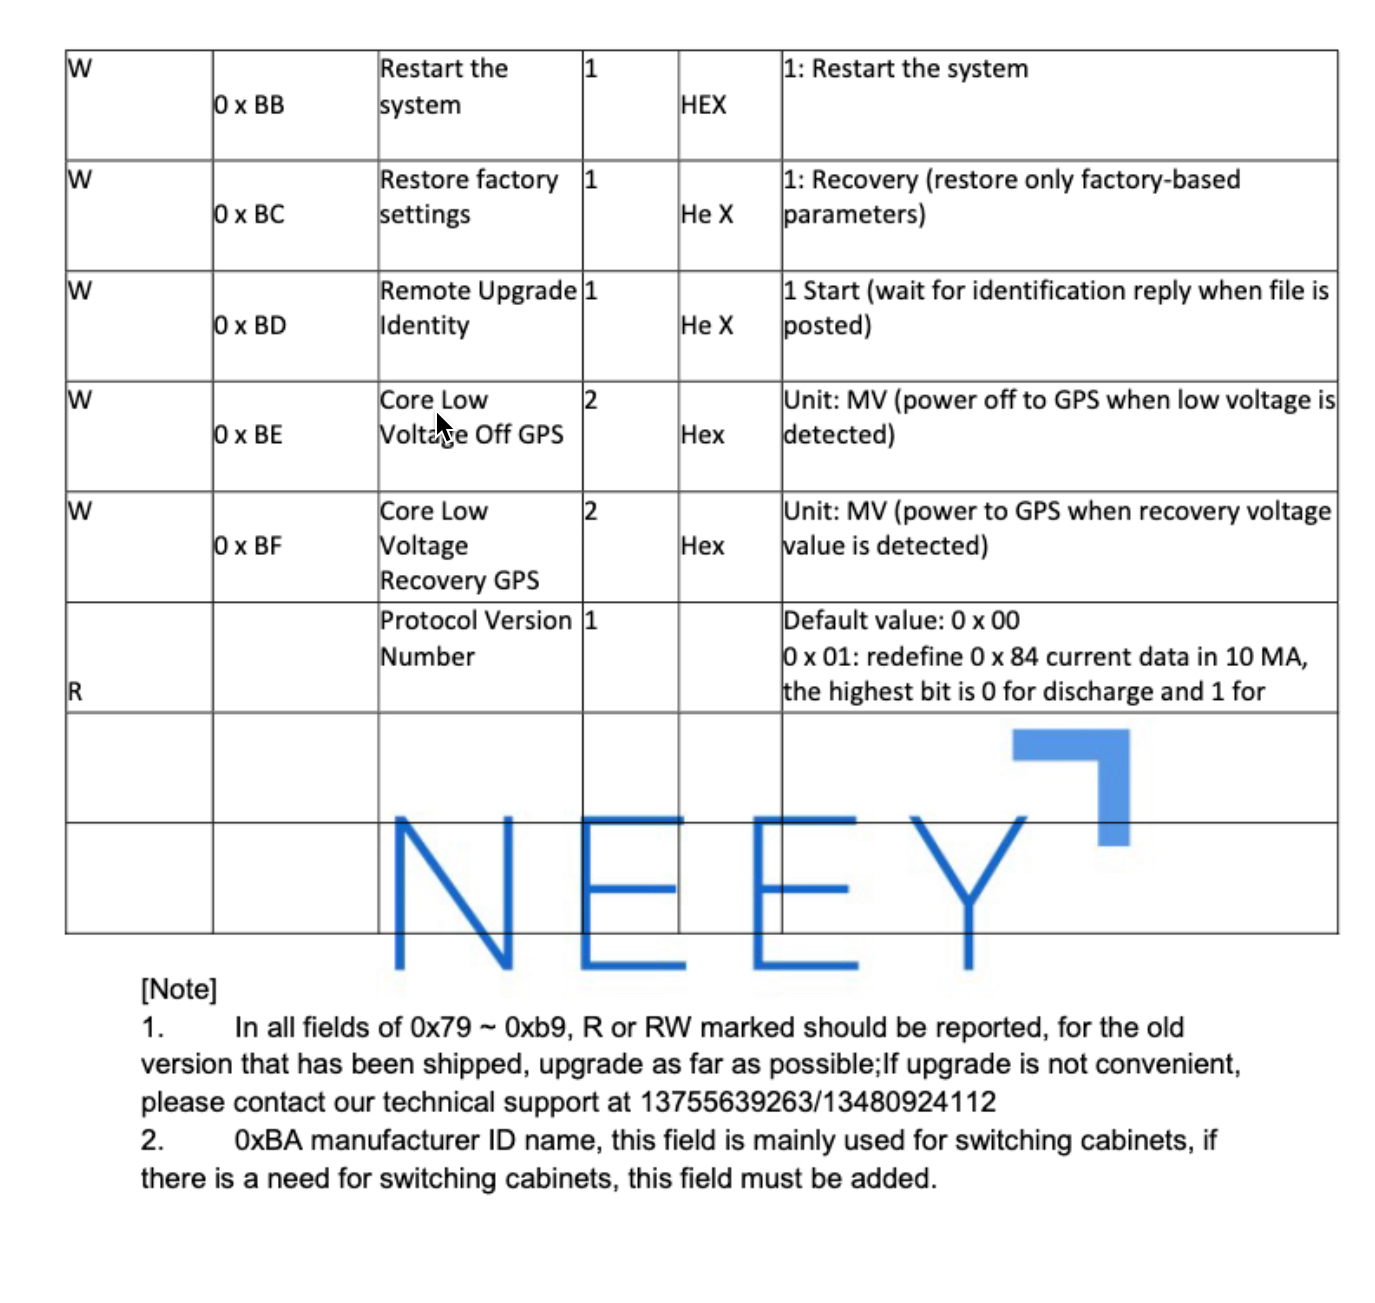 W
0 x BB
Restart the
system
1
HEX
1: Restart the system
W
0 x BC
Restore factory
settings
1
He X
1: Recovery (restore only factory-based
parameters)
W
0 x BD
Remote Upgrade
Identity
1
He X
1 Start (wait for identification reply when file is
posted)
W
0 x BE
Core Low
Voltage Off GPS
2
Hex
Unit: MV (power off to GPS when low voltage is
detected)
W
0 x BF
Core Low
Voltage
Recovery GPS
2
Hex
Unit: MV (power to GPS when recovery voltage
value is detected)
R
Protocol Version
Number
1
Default value: 0 x 00
0 x 01: redefine 0 x 84 current data in 10 MA,
the highest bit is 0 for discharge and 1 for
NEEY
[Note]
1. In all fields of 0x79 ~ 0xb9, R or RW marked should be reported, for the old
version that has been shipped, upgrade as far as possible;If upgrade is not convenient,
please contact our technical support at 13755639263/13480924112
2. 0xBA manufacturer ID name, this field is mainly used for switching cabinets, if
there is a need for switching cabinets, this field must be added.